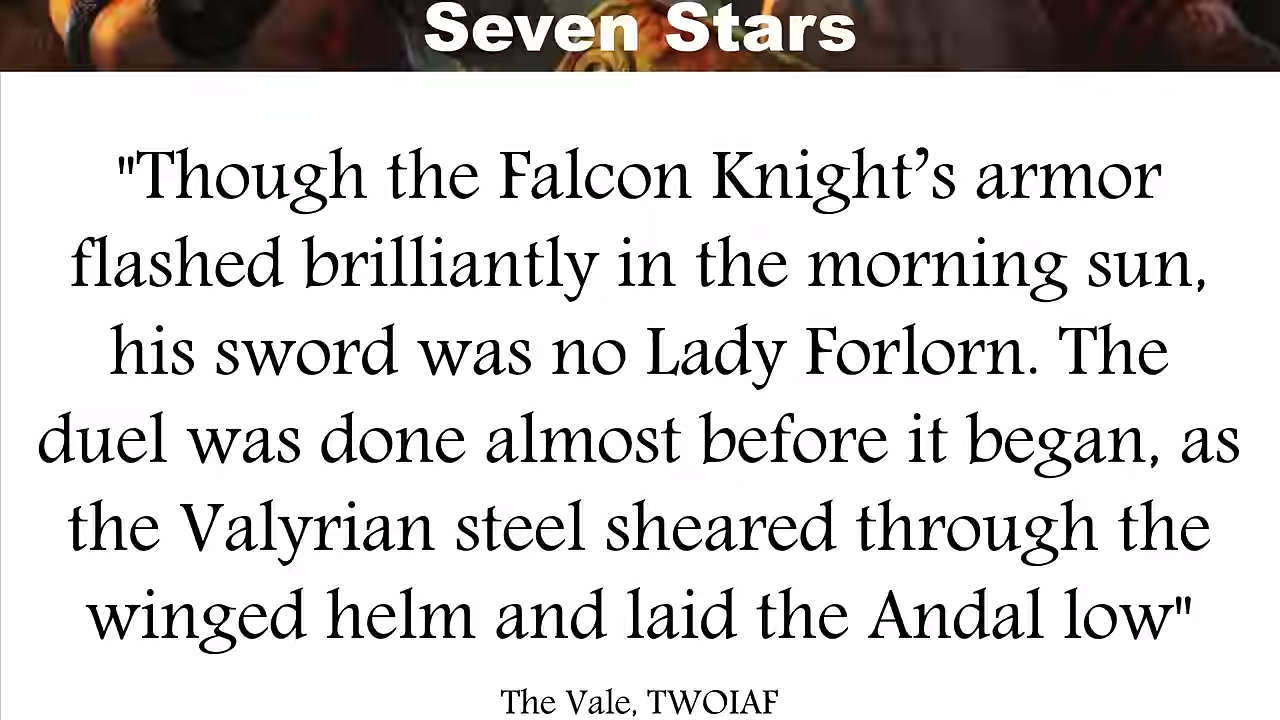 Seven Stars
"Though the Falcon Knight’s armor
flashed brilliantly in the morning sun,
his sword was no Lady Forlorn. The
duel was done almost before it began, as
the Valyrian steel sheared through the
winged helm and laid the Andal low"
The Vale, TWOIAF